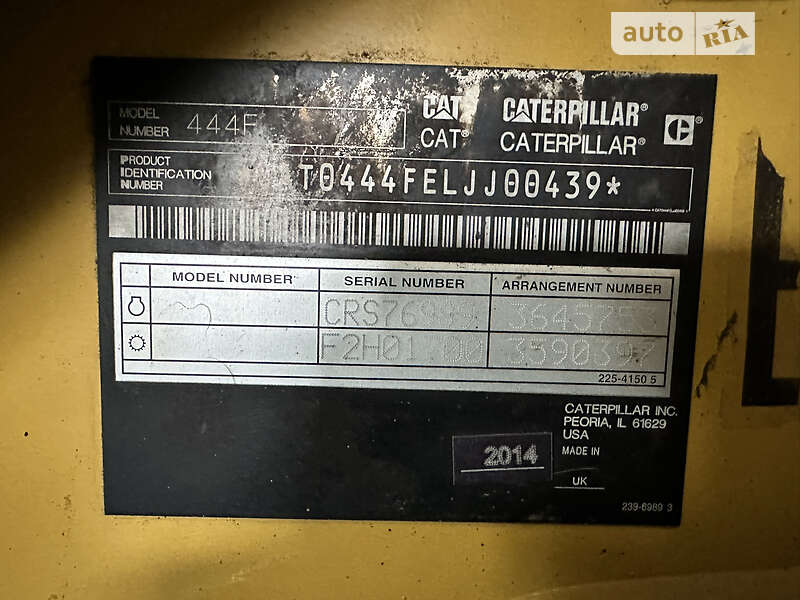 auto RIA
MODEL NUMBER 444F
CAT CATERPILLAR®
CAT® CATERPILLAR®
PRODUCT IDENTIFICATION NUMBER T0444FELJJ00439*
MODEL NUMBER SERIAL NUMBER ARRANGEMENT NUMBER
225-4150 5
CATERPILLAR INC.
PEORIA, IL 61629
USA
MADE IN
2014
UK
239-6989 3